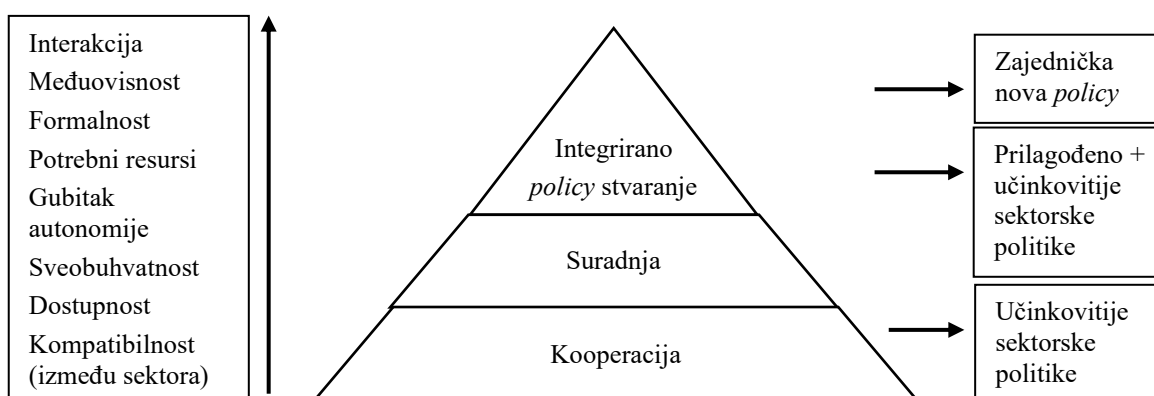 Interakcija
Međuovisnost
Formalnost
Potrebni resursi
Gubitak
autonomije
Sveobuhvatnost
Dostupnost
Kompatibilnost
(između sektora)
Integrirano
policy stvaranje
Suradnja
Kooperacija
Zajednička
nova policy
Prilagođeno +
učinkovitije
sektorske
politike
Učinkovitije
sektorske
politike